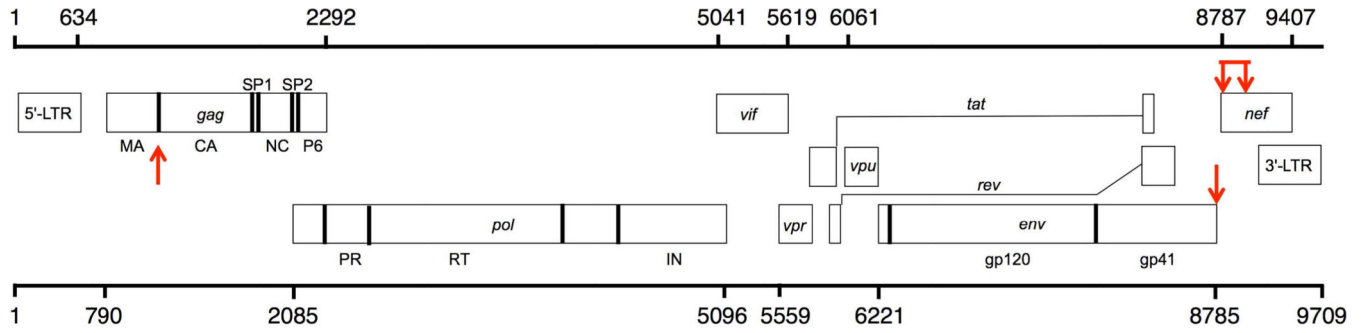 1 634 2292 5041 5619 6061 8787 9407
SP1 SP2
5'-LTR gag vif tat nef
MA CA NC P6
vpu 3'-LTR
rev
pol vpr env
PR RT IN gp120 gp41
1 790 2085 5096 5559 6221 8785 9709